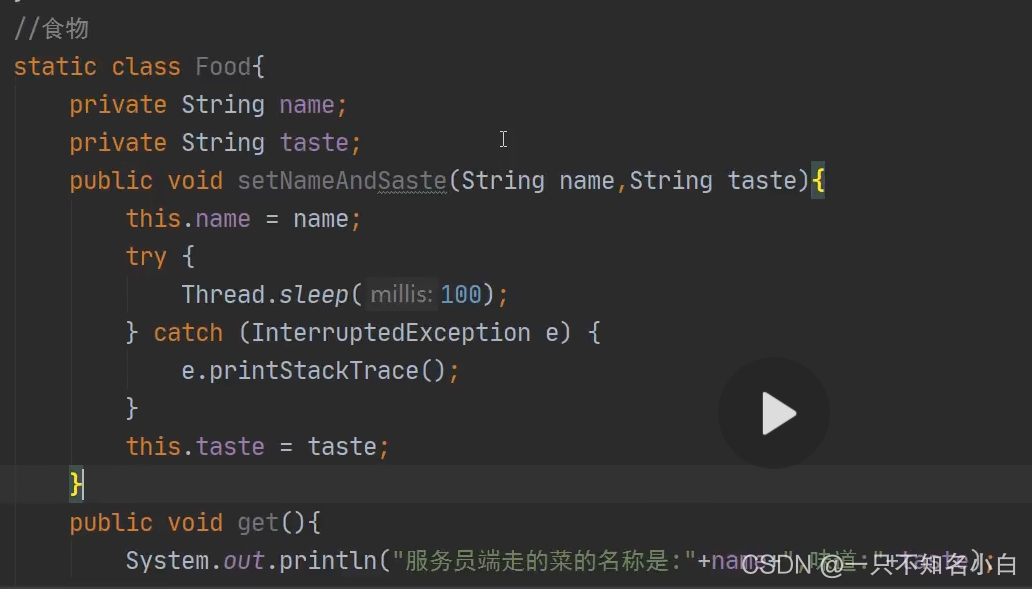 //食物
static class Food{
private String name;
private String taste;
public void setNameAndSaste(String name,String taste){
this.name = name;
try {
Thread.sleep( millis: 100);
} catch (InterruptedException e) {
e.printStackTrace();
}
this.taste = taste;
}
public void get(){
System.out.println("服务员端走的菜的名称是:"+name+",味道:"+taste);
CSDN @一只不知名小白